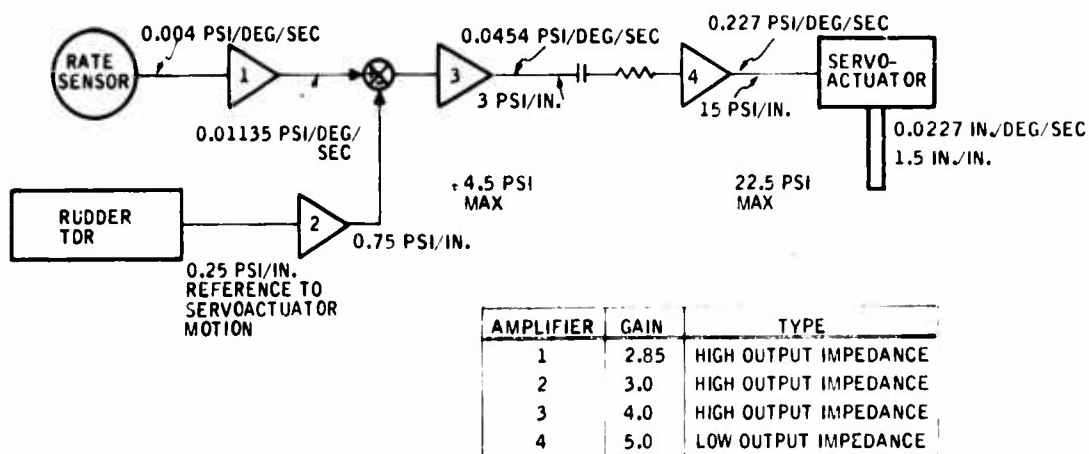 0.004 PSI/DEG/SEC
RATE
SENSOR
1
0.01135 PSI/DEG/
SEC
3
0.0454 PSI/DEG/SEC
3 PSI/IN.
4
0.227 PSI/DEG/SEC
15 PSI/IN.
SERVO-
ACTUATOR
0.0227 IN./DEG/SEC
1.5 IN./IN.
4.5 PSI
MAX
22.5 PSI
MAX
RUDDER
TDR
2
0.75 PSI/IN.
0.25 PSI/IN.
REFERENCE TO
SERVOACTUATOR
MOTION
AMPLIFIER GAIN TYPE
1 2.85 HIGH OUTPUT IMPEDANCE
2 3.0 HIGH OUTPUT IMPEDANCE
3 4.0 HIGH OUTPUT IMPEDANCE
4 5.0 LOW OUTPUT IMPEDANCE